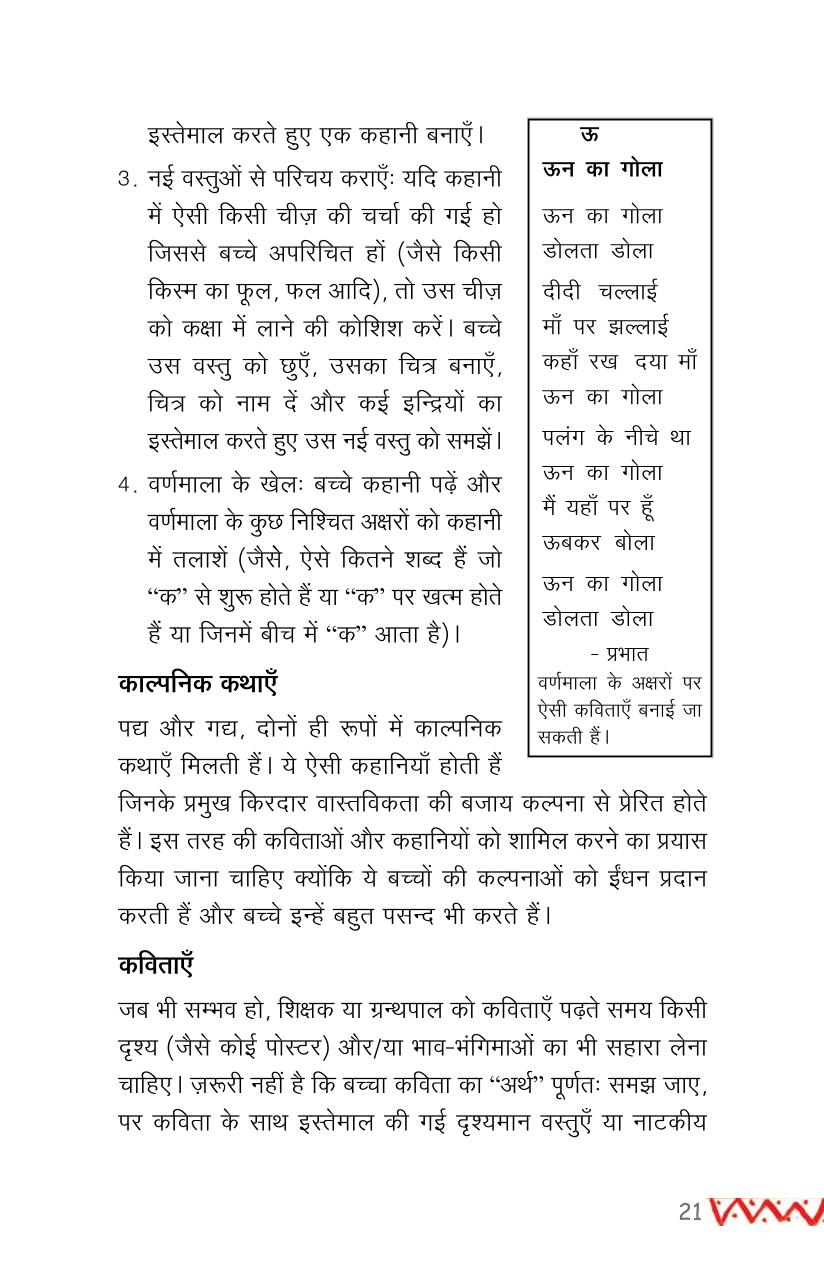 इस्तेमाल करते हुए एक कहानी बनाएँ।
3. नई वस्तुओं से परिचय कराएँः यदि कहानी
में ऐसी किसी चीज़ की चर्चा की गई हो
जिससे बच्चे अपरिचित हों (जैसे किसी
किस्म का फूल, फल आदि), तो उस चीज़
को कक्षा में लाने की कोशिश करें। बच्चे
उस वस्तु को छुएँ, उसका चित्र बनाएँ,
चित्र को नाम दें और कई इन्द्रियों का
इस्तेमाल करते हुए उस नई वस्तु को समझें।
4. वर्णमाला के खेलः बच्चे कहानी पढ़ें और
वर्णमाला के कुछ निश्चित अक्षरों को कहानी
में तलाशें (जैसे, ऐसे कितने शब्द हैं जो
“क” से शुरू होते हैं या “क” पर खत्म होते
हैं या जिनमें बीच में “क” आता है)।
ऊ
ऊन का गोला
ऊन का गोला
डोलता डोला
दीदी चल्लाई
माँ पर झल्लाई
कहाँ रख दया माँ
ऊन का गोला
पलंग के नीचे था
ऊन का गोला
मैं यहाँ पर हूँ
ऊबकर बोला
ऊन का गोला
डोलता डोला
- प्रभात
वर्णमाला के अक्षरों पर
ऐसी कविताएँ बनाई जा
सकती हैं।
काल्पनिक कथाएँ
पद्य और गद्य, दोनों ही रूपों में काल्पनिक
कथाएँ मिलती हैं। ये ऐसी कहानियाँ होती हैं
जिनके प्रमुख किरदार वास्तविकता की बजाय कल्पना से प्रेरित होते
हैं। इस तरह की कविताओं और कहानियों को शामिल करने का प्रयास
किया जाना चाहिए क्योंकि ये बच्चों की कल्पनाओं को ईंधन प्रदान
करती हैं और बच्चे इन्हें बहुत पसन्द भी करते हैं।
कविताएँ
जब भी सम्भव हो, शिक्षक या ग्रन्थपाल को कविताएँ पढ़ते समय किसी
दृश्य (जैसे कोई पोस्टर) और/या भाव-भंगिमाओं का भी सहारा लेना
चाहिए। ज़रूरी नहीं है कि बच्चा कविता का “अर्थ” पूर्णतः समझ जाए,
पर कविता के साथ इस्तेमाल की गई दृश्यमान वस्तुएँ या नाटकीय
21